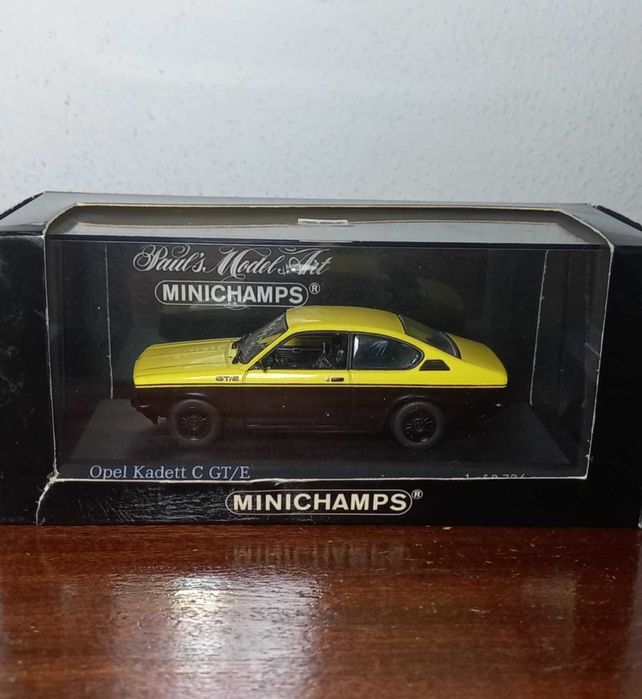 Paul's Model Art
MINICHAMPS®
GT/E
Opel Kadett C GT/E
MINICHAMPS®